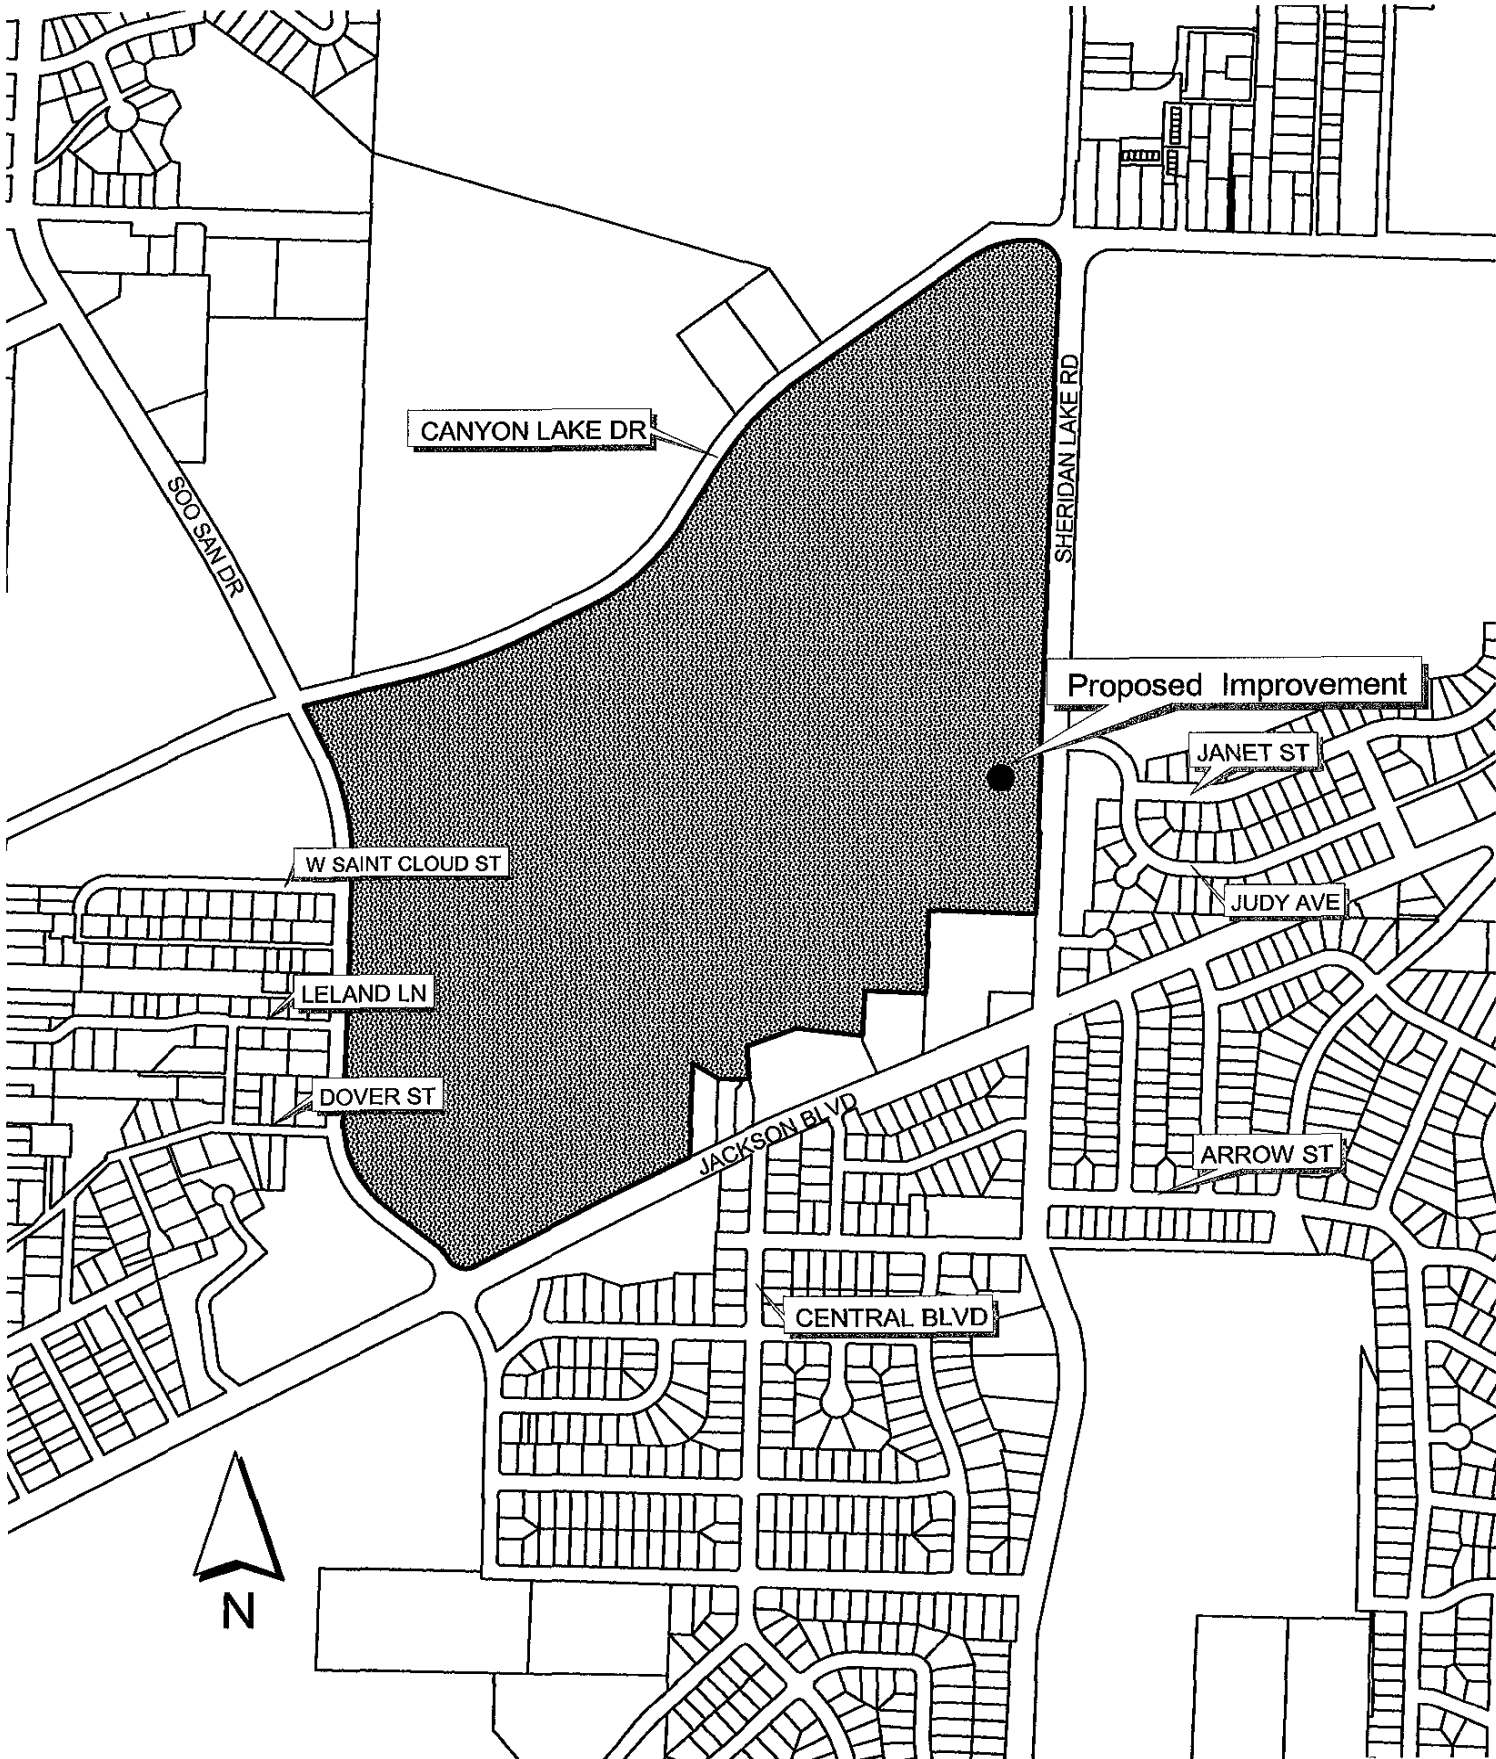 CANYON LAKE DR
SHERIDAN LAKE RD
SOO SAN DR
Proposed Improvement
JANET ST
W SAINT CLOUD ST
JUDY AVE
LELAND LN
DOVER ST
JACKSON BLVD
ARROW ST
CENTRAL BLVD
N